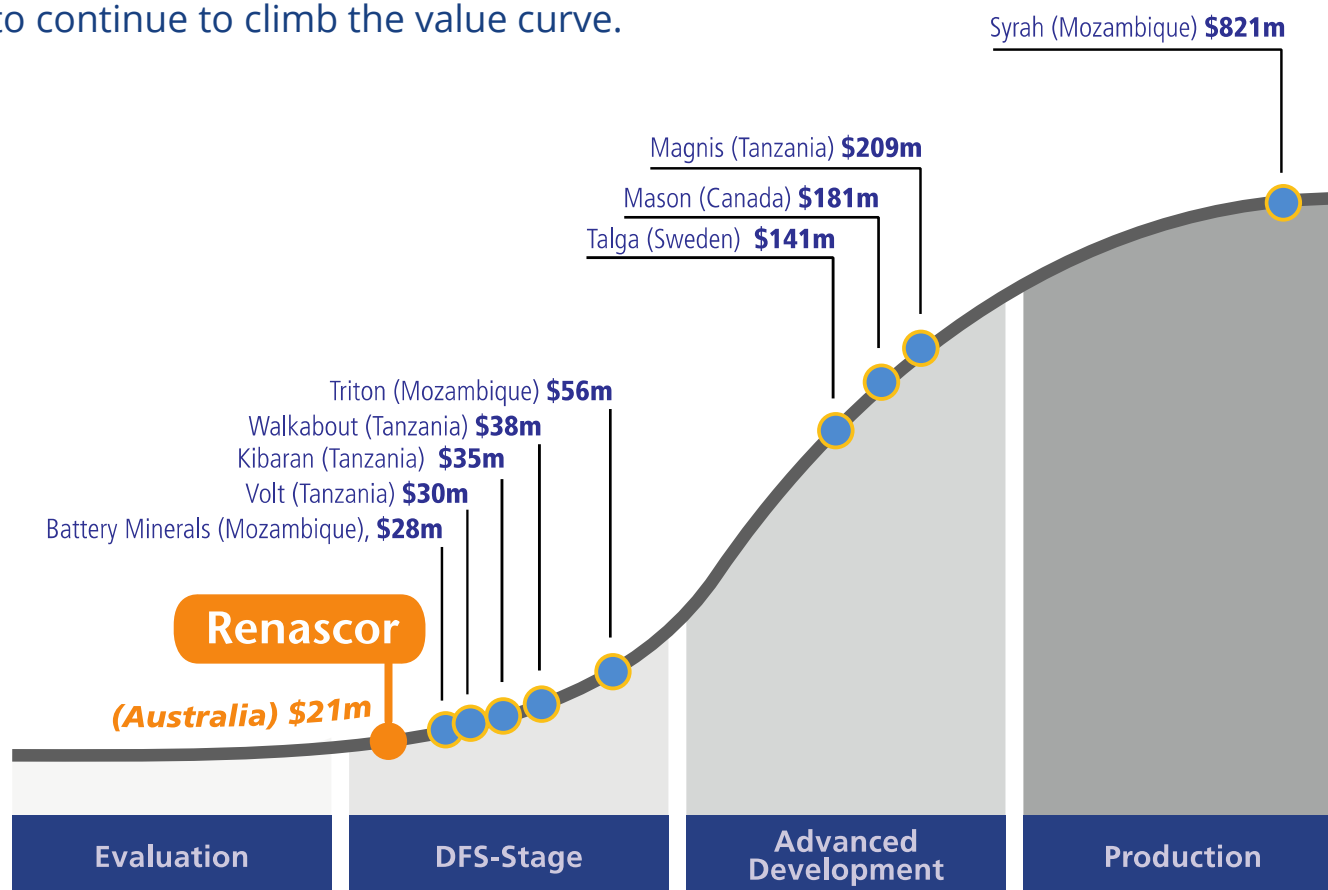 to continue to climb the value curve.
Syrah (Mozambique) $821m
Magnis (Tanzania) $209m
Mason (Canada) $181m
Talga (Sweden) $141m
Triton (Mozambique) $56m
Walkabout (Tanzania) $38m
Kibaran (Tanzania) $35m
Volt (Tanzania) $30m
Battery Minerals (Mozambique), $28m
Renascor
(Australia) $21m
Evaluation
DFS-Stage
Advanced
Development
Production